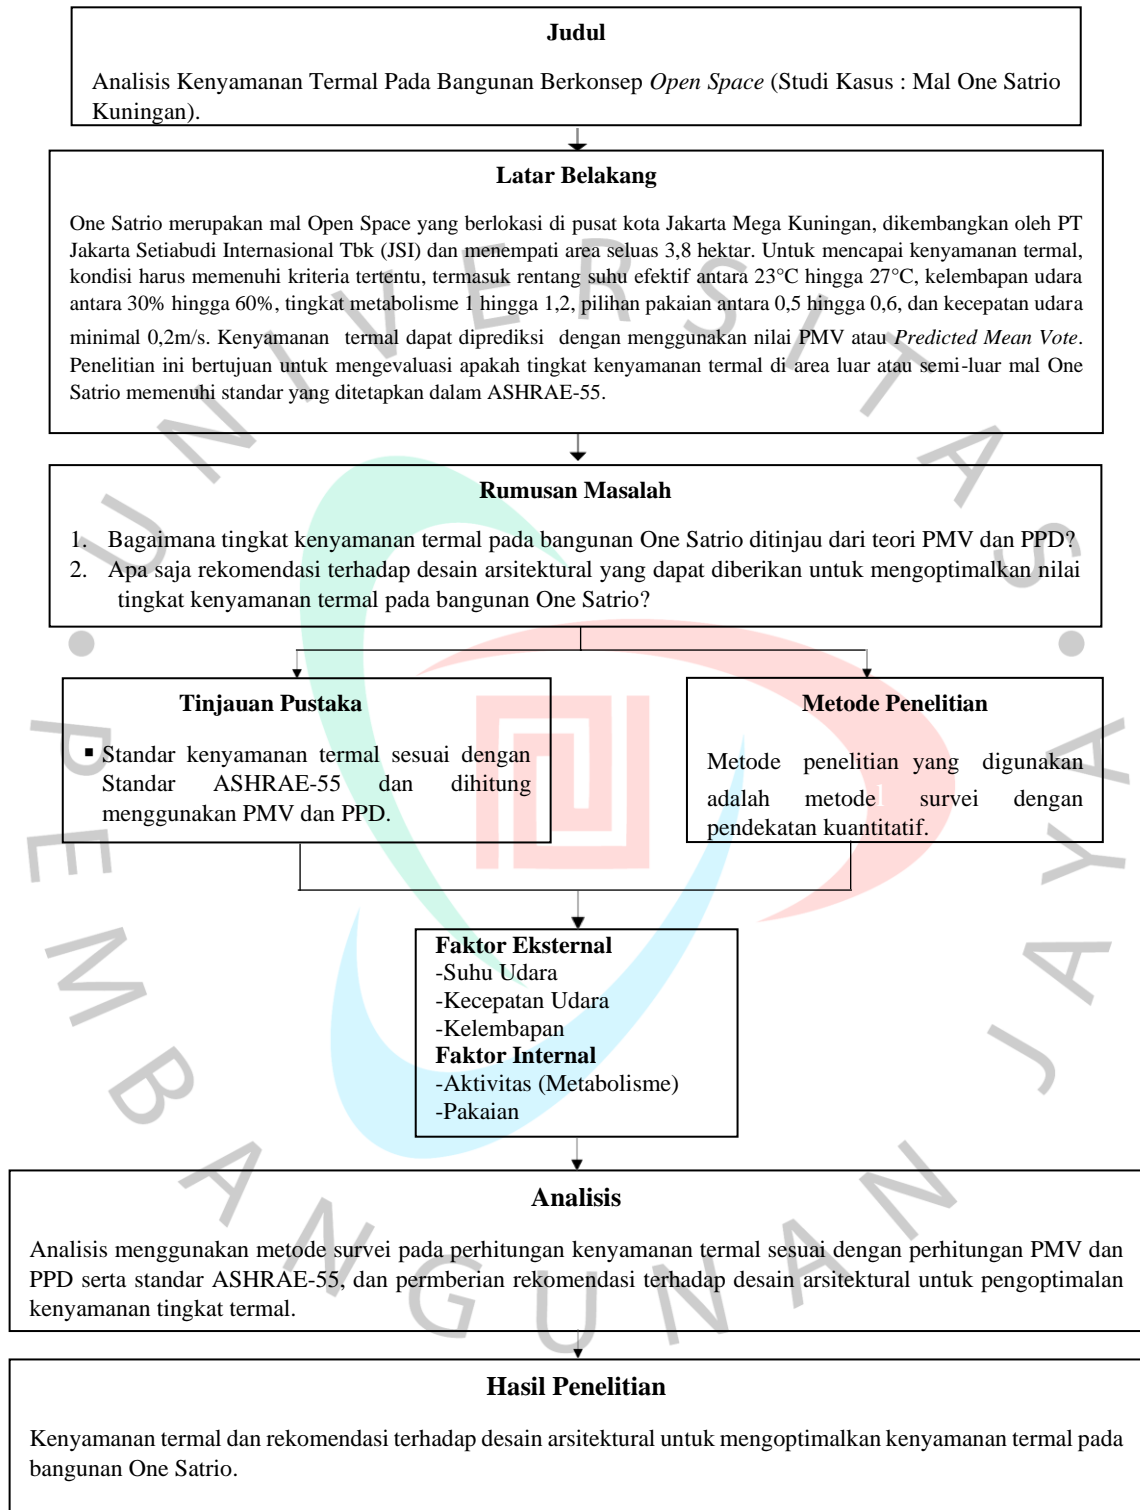 Judul
Analisis Kenyamanan Termal Pada Bangunan Berkonsep Open Space (Studi Kasus : Mal One Satrio
Kuningan).
Latar Belakang
One Satrio merupakan mal Open Space yang berlokasi di pusat kota Jakarta Mega Kuningan, dikembangkan oleh PT
Jakarta Setiabudi Internasional Tbk (JSI) dan menempati area seluas 3,8 hektar. Untuk mencapai kenyamanan termal,
kondisi harus memenuhi kriteria tertentu, termasuk rentang suhu efektif antara 23°C hingga 27°C, kelembapan udara
antara 30% hingga 60%, tingkat metabolisme 1 hingga 1,2, pilihan pakaian antara 0,5 hingga 0,6, dan kecepatan udara
minimal 0,2m/s. Kenyamanan termal dapat diprediksi dengan menggunakan nilai PMV atau Predicted Mean Vote.
Penelitian ini bertujuan untuk mengevaluasi apakah tingkat kenyamanan termal di area luar atau semi-luar mal One
Satrio memenuhi standar yang ditetapkan dalam ASHRAE-55.
Rumusan Masalah
1. Bagaimana tingkat kenyamanan termal pada bangunan One Satrio ditinjau dari teori PMV dan PPD?
2. Apa saja rekomendasi terhadap desain arsitektural yang dapat diberikan untuk mengoptimalkan nilai
tingkat kenyamanan termal pada bangunan One Satrio?
Tinjauan Pustaka
▪ Standar kenyamanan termal sesuai dengan
Standar ASHRAE-55 dan dihitung
menggunakan PMV dan PPD.
Metode Penelitian
Metode penelitian yang digunakan
adalah metode survei dengan
pendekatan kuantitatif.
1
Faktor Eksternal
-Suhu Udara
-Kecepatan Udara
-Kelembapan
Faktor Internal
-Aktivitas (Metabolisme)
-Pakaian
Analisis
Analisis menggunakan metode survei pada perhitungan kenyamanan termal sesuai dengan perhitungan PMV dan
PPD serta standar ASHRAE-55, dan permberian rekomendasi terhadap desain arsitektural untuk pengoptimalan
kenyamanan tingkat termal.
Hasil Penelitian
Kenyamanan termal dan rekomendasi terhadap desain arsitektural untuk mengoptimalkan kenyamanan termal pada
bangunan One Satrio.
UNIVERSITAS
PEMBANGUNAN JAYA